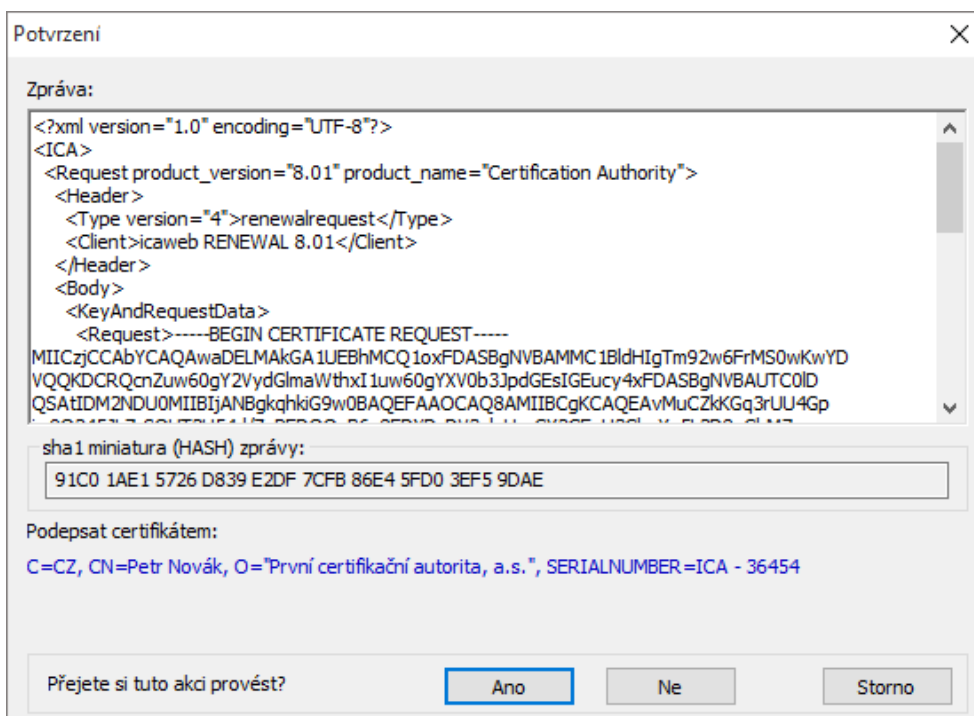 Potvrzení
Zpráva:
<?xml version="1.0" encoding="UTF-8"?>
<ICA>
<Request product_version="8.01" product_name="Certification Authority">
<Header>
<Type version="4">renewalrequest</Type>
<Client>icaweb RENEWAL 8.01</Client>
</Header>
<Body>
<KeyAndRequestData>
<Request>-----BEGIN CERTIFICATE REQUEST-----
MIICzjCCAbYCAQAwaDELMAkGA1UEBhMCQ1oxFDASBgNVBAMMC1BldHIgTm92w6FrMS0wKwYD
VQQKDCRQcnZuw60gY2VydGlmaWthxI1uw60gYXV0b3JpdGEsIGEucy4xFDASBgNVBAUTC0lD
QSAtIDM2NDU0MIIBIjANBgkqhkiG9w0BAQEFAAOCAQ8AMIIBCgKCAQEAvMuCZkKGq3rUU4Gp
sha1 miniatura (HASH) zprávy:
91C0 1AE1 5726 D839 E2DF 7CFB 86E4 5FD0 3EF5 9DAE
Podepsat certifikátem:
C=CZ, CN=Petr Novák, O="První certifikační autorita, a.s.", SERIALNUMBER=ICA - 36454
Přejete si tuto akci provést?
Ano
Ne
Storno